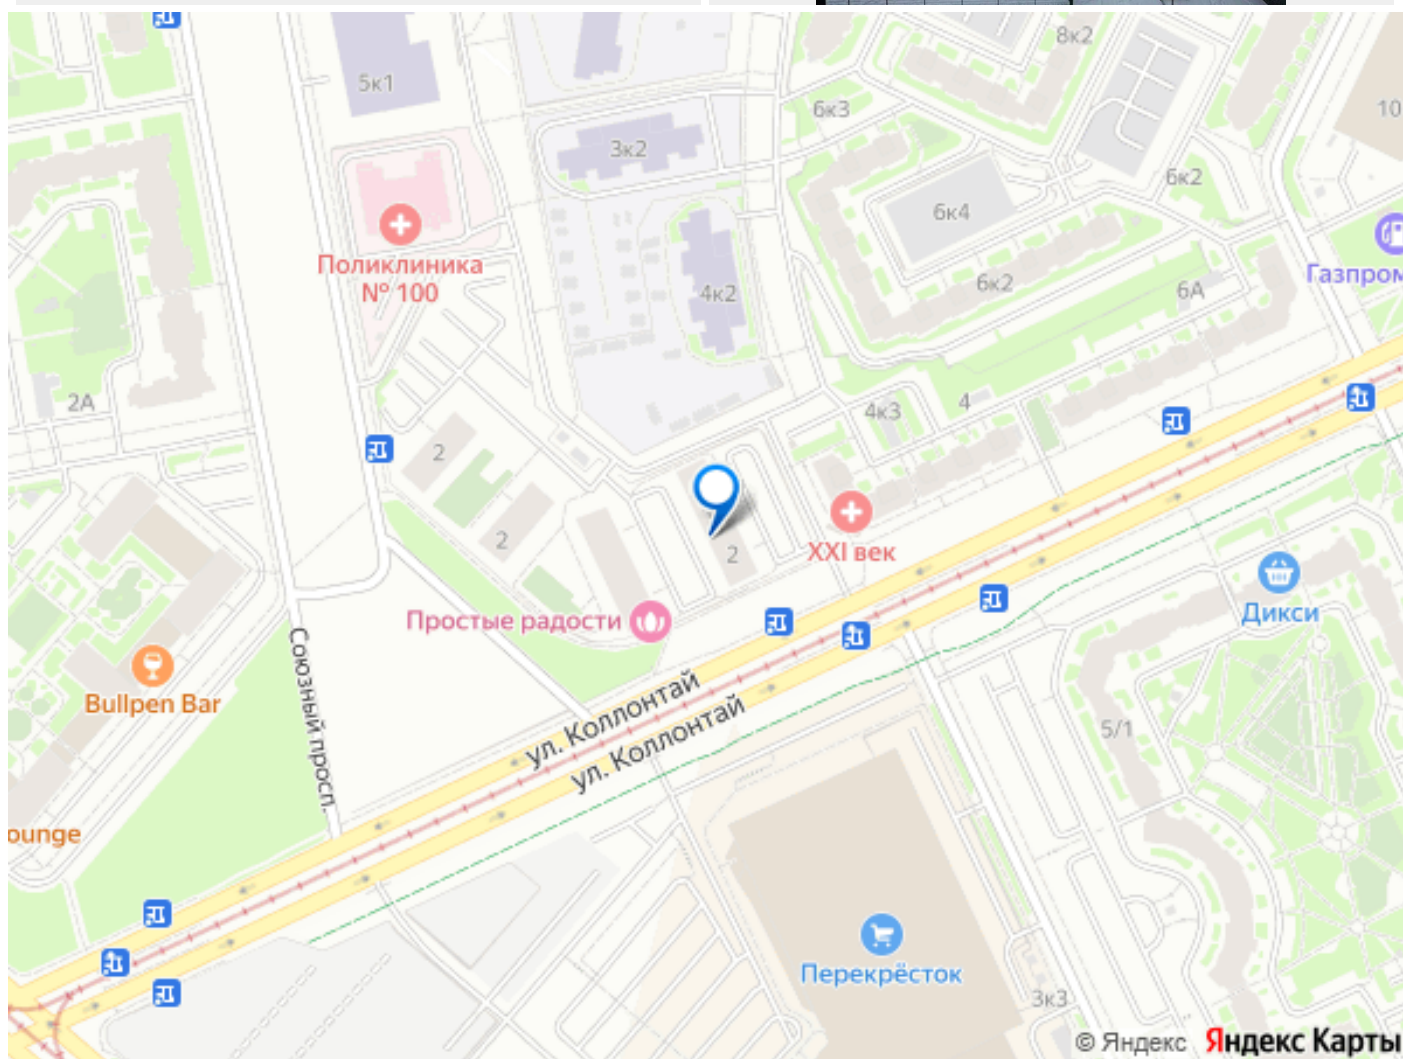 8к2
5к1
6к3
10
3к2
6к2
6к4
Поликлиника
№ 100
4к2
6к2
6А
Газпром
2А
4к3
4
2
2
2
XXI век
Дикси
Простые радости
Союзный просп.
Bullpen Bar
ул. Коллонтай
ул. Коллонтай
5/1
ounge
Перекрёсток
3к3
© Яндекс Яндекс Карты